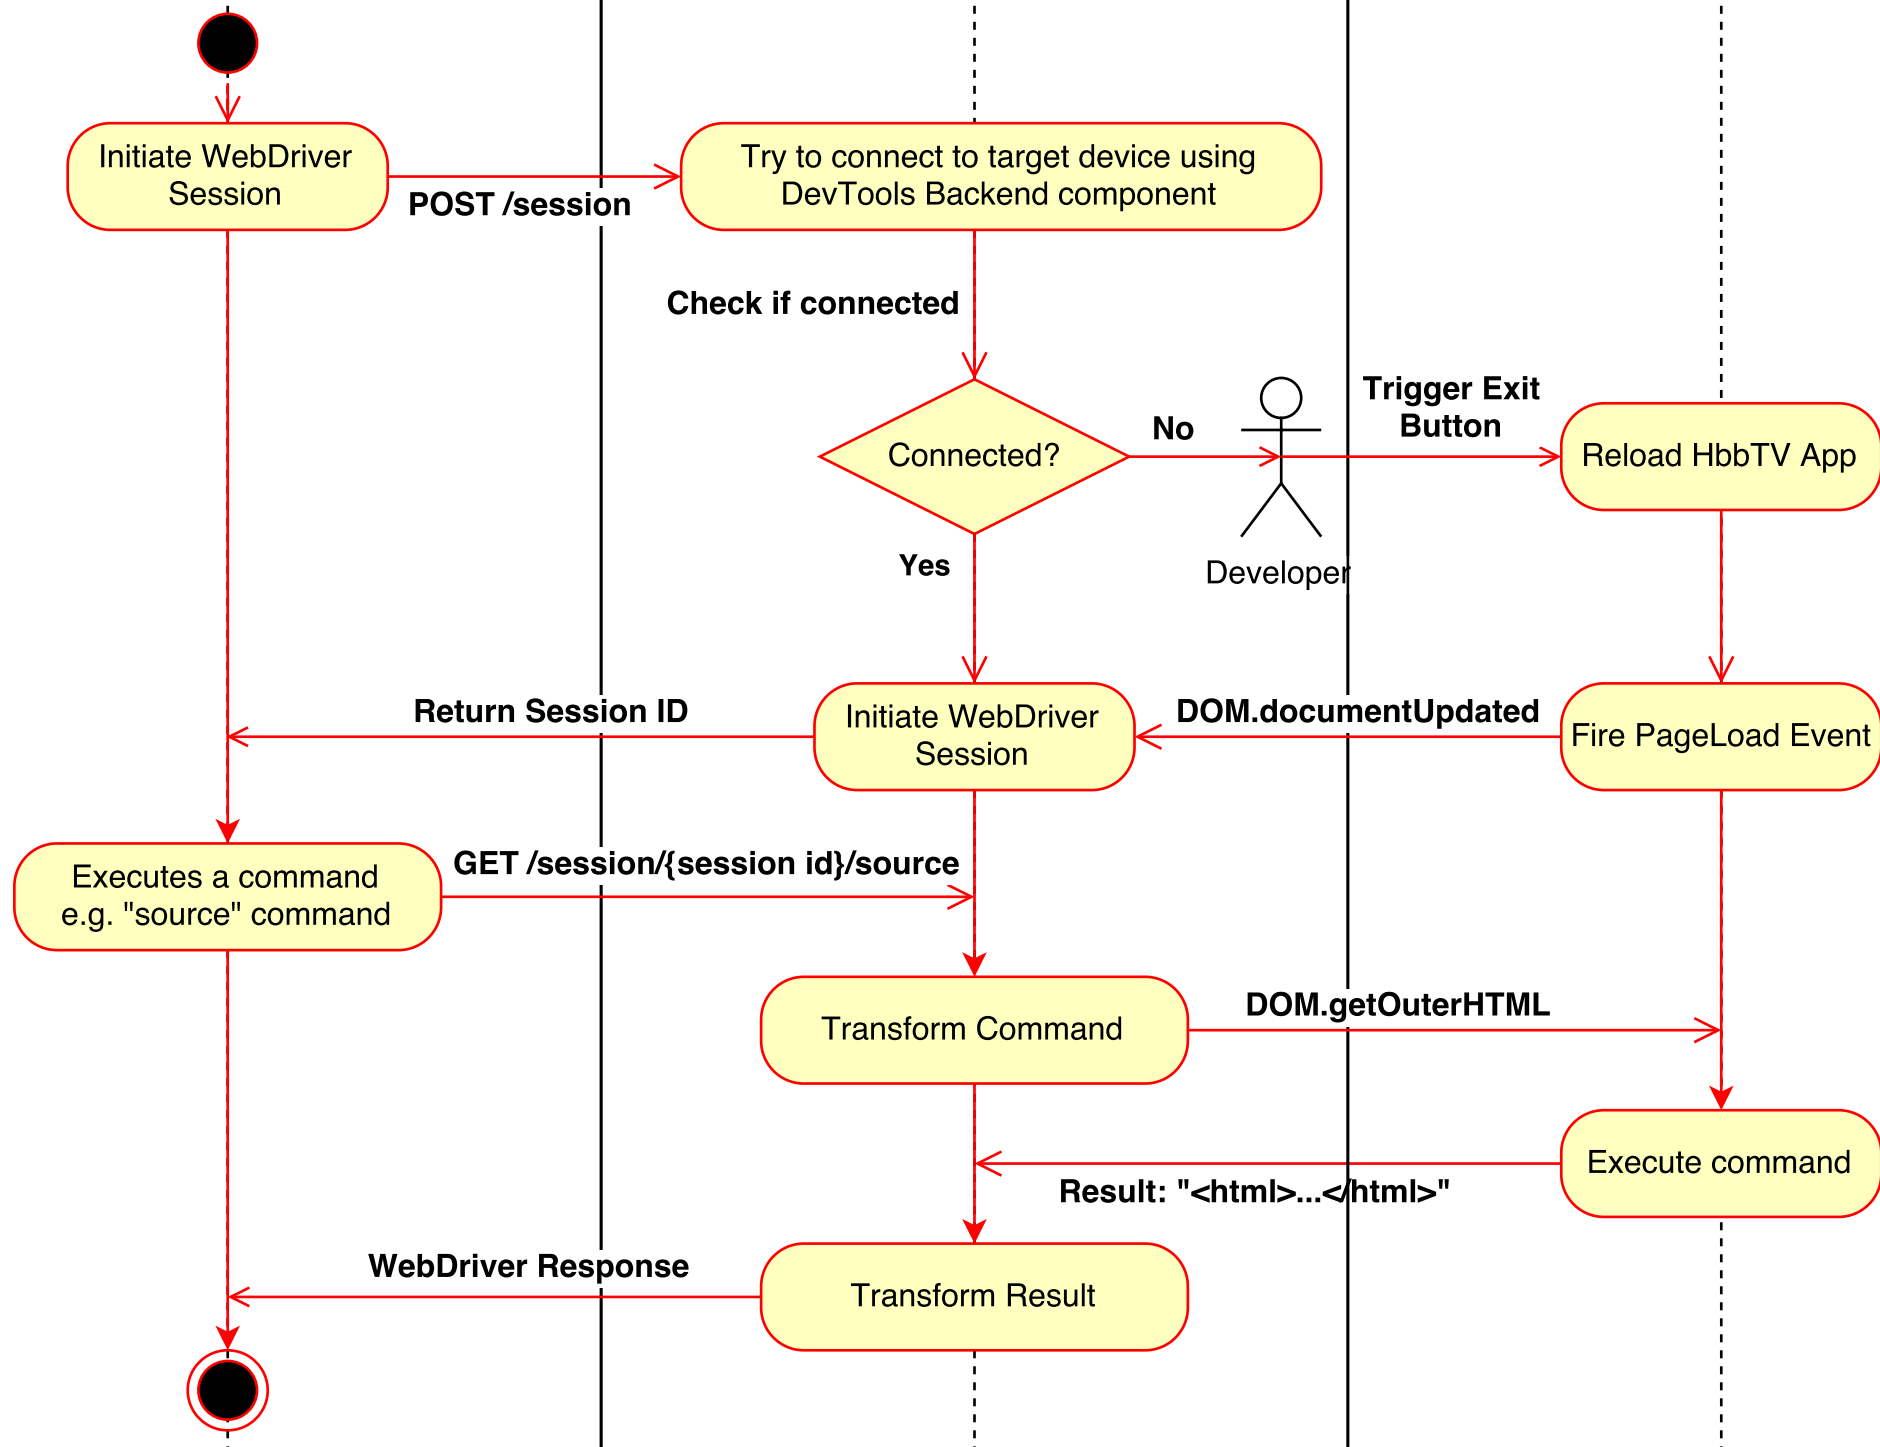 Initiate WebDriver
Session
POST /session
Try to connect to target device using
DevTools Backend component
Check if connected
Connected?
No
Developer
Trigger Exit
Button
Reload HbbTV App
Yes
Return Session ID
Initiate WebDriver
Session
DOM.documentUpdated
Fire PageLoad Event
Executes a command
e.g. "source" command
GET /session/{session id}/source
Transform Command
DOM.getOuterHTML
Execute command
Result: "<html>...</html>"
WebDriver Response
Transform Result